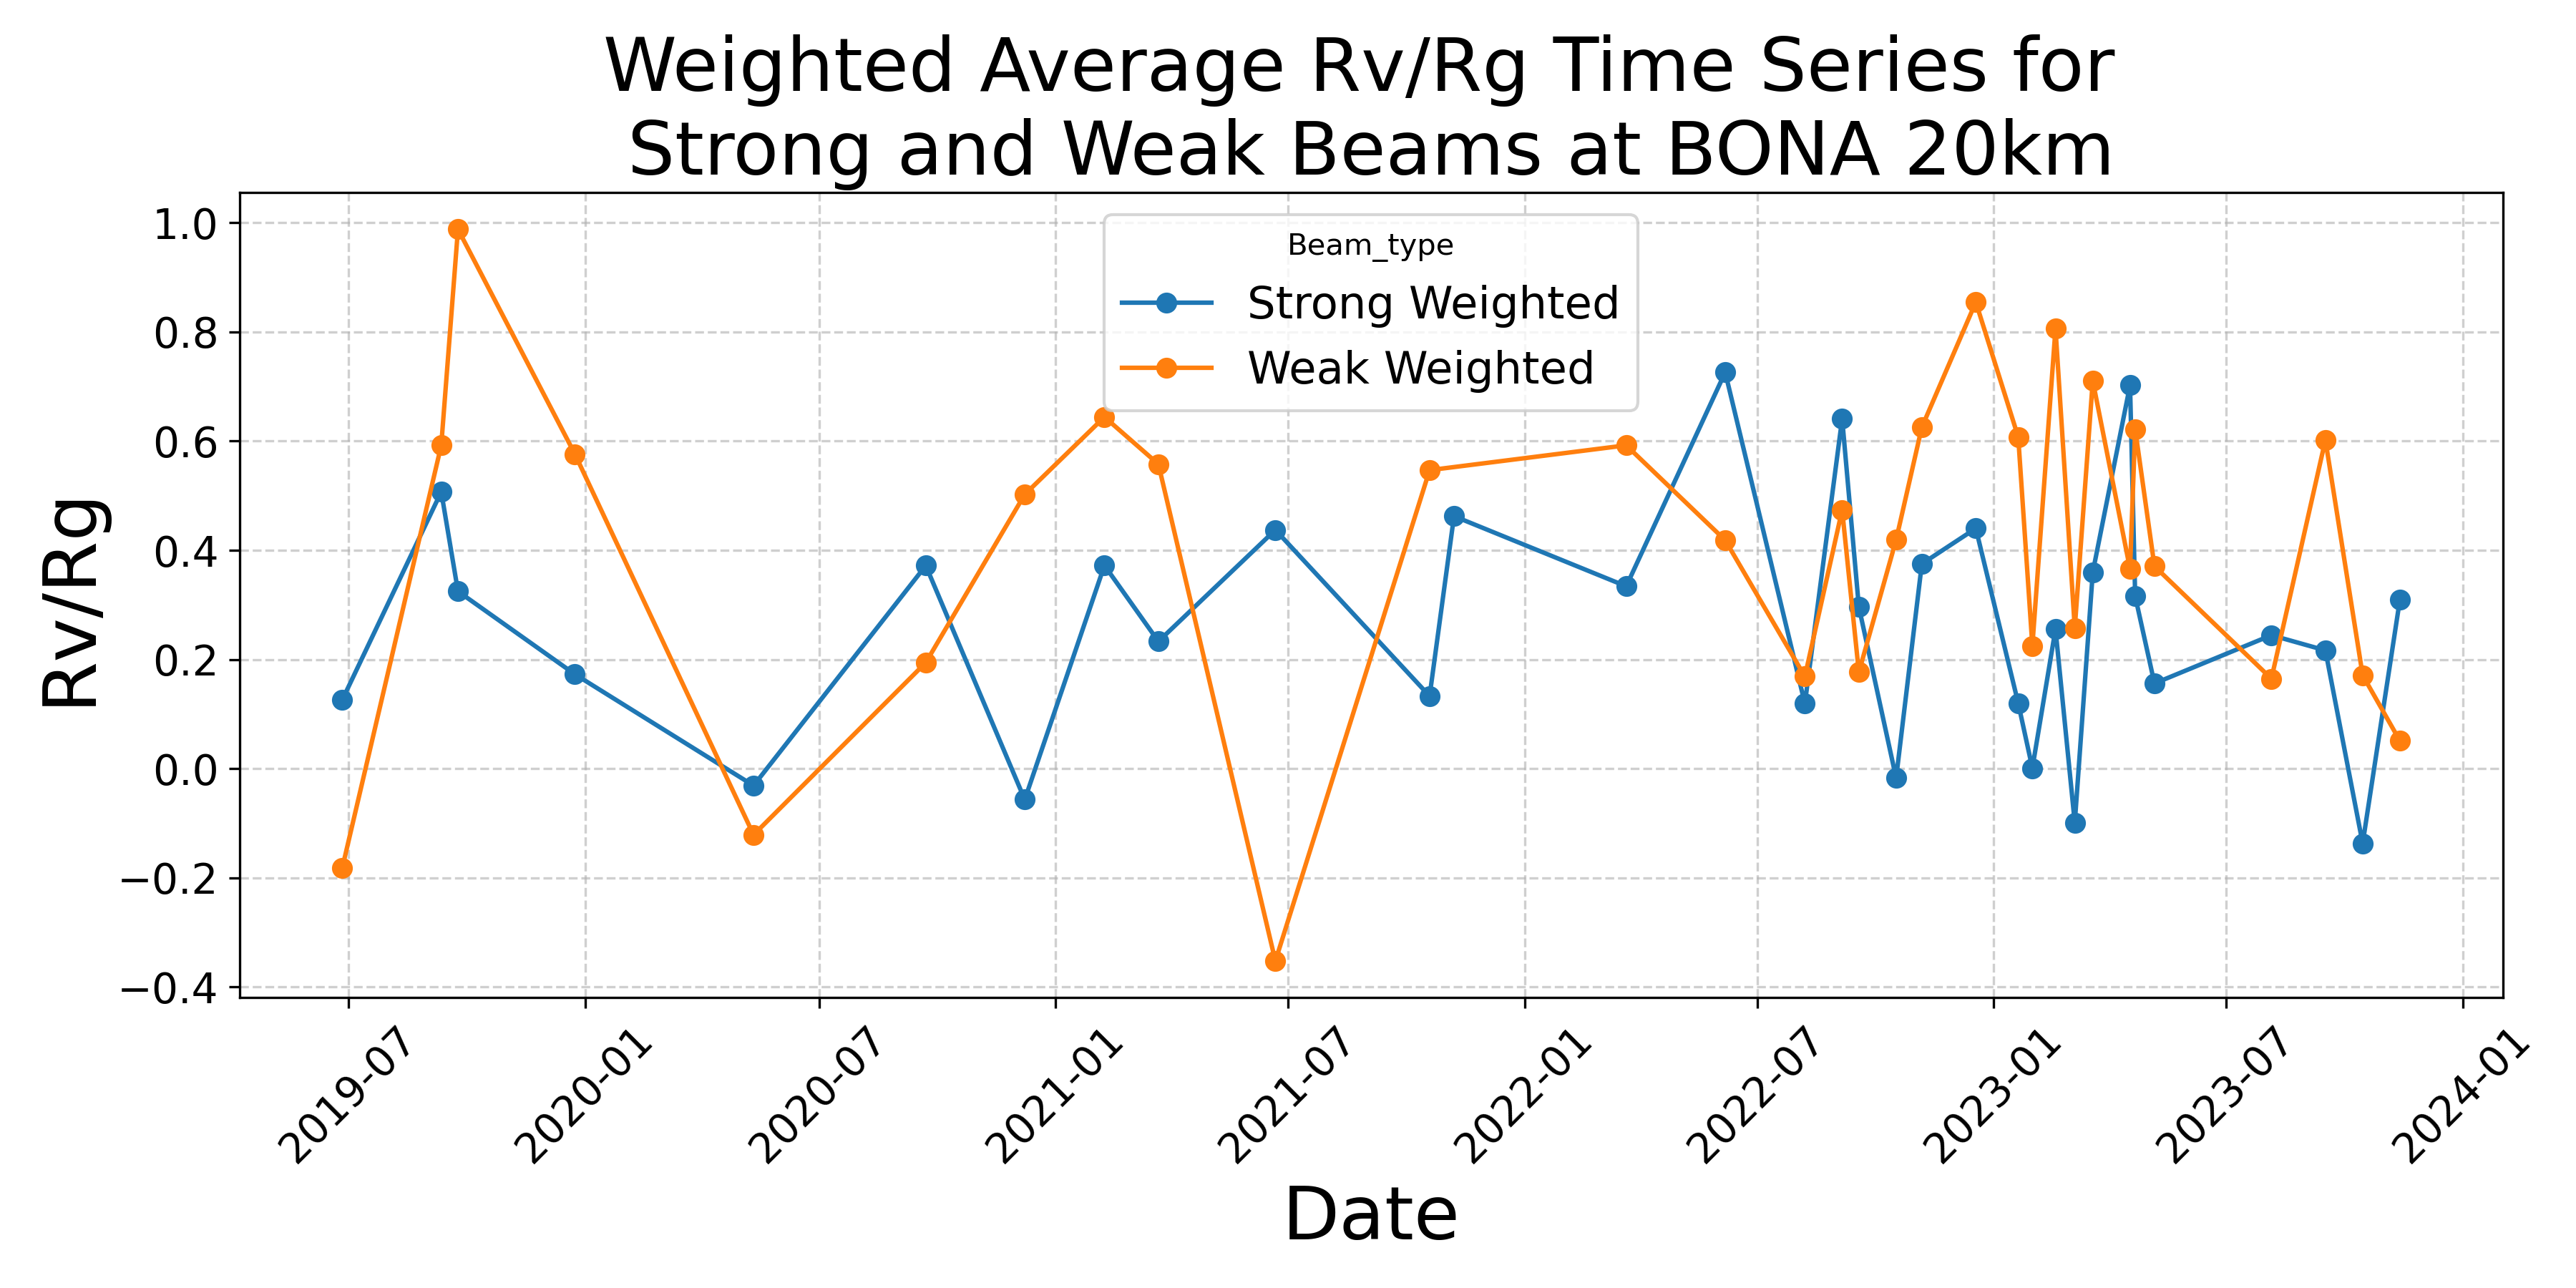 Weighted Average Rv/Rg Time Series for
Strong and Weak Beams at BONA 20km
Beam_type
Strong Weighted
Weak Weighted
Rv/Rg
1.0
0.8
0.6
0.4
0.2
0.0
−0.2
−0.4
2019-07
2020-01
2020-07
2021-01
2021-07
2022-01
2022-07
2023-01
2023-07
2024-01
Date